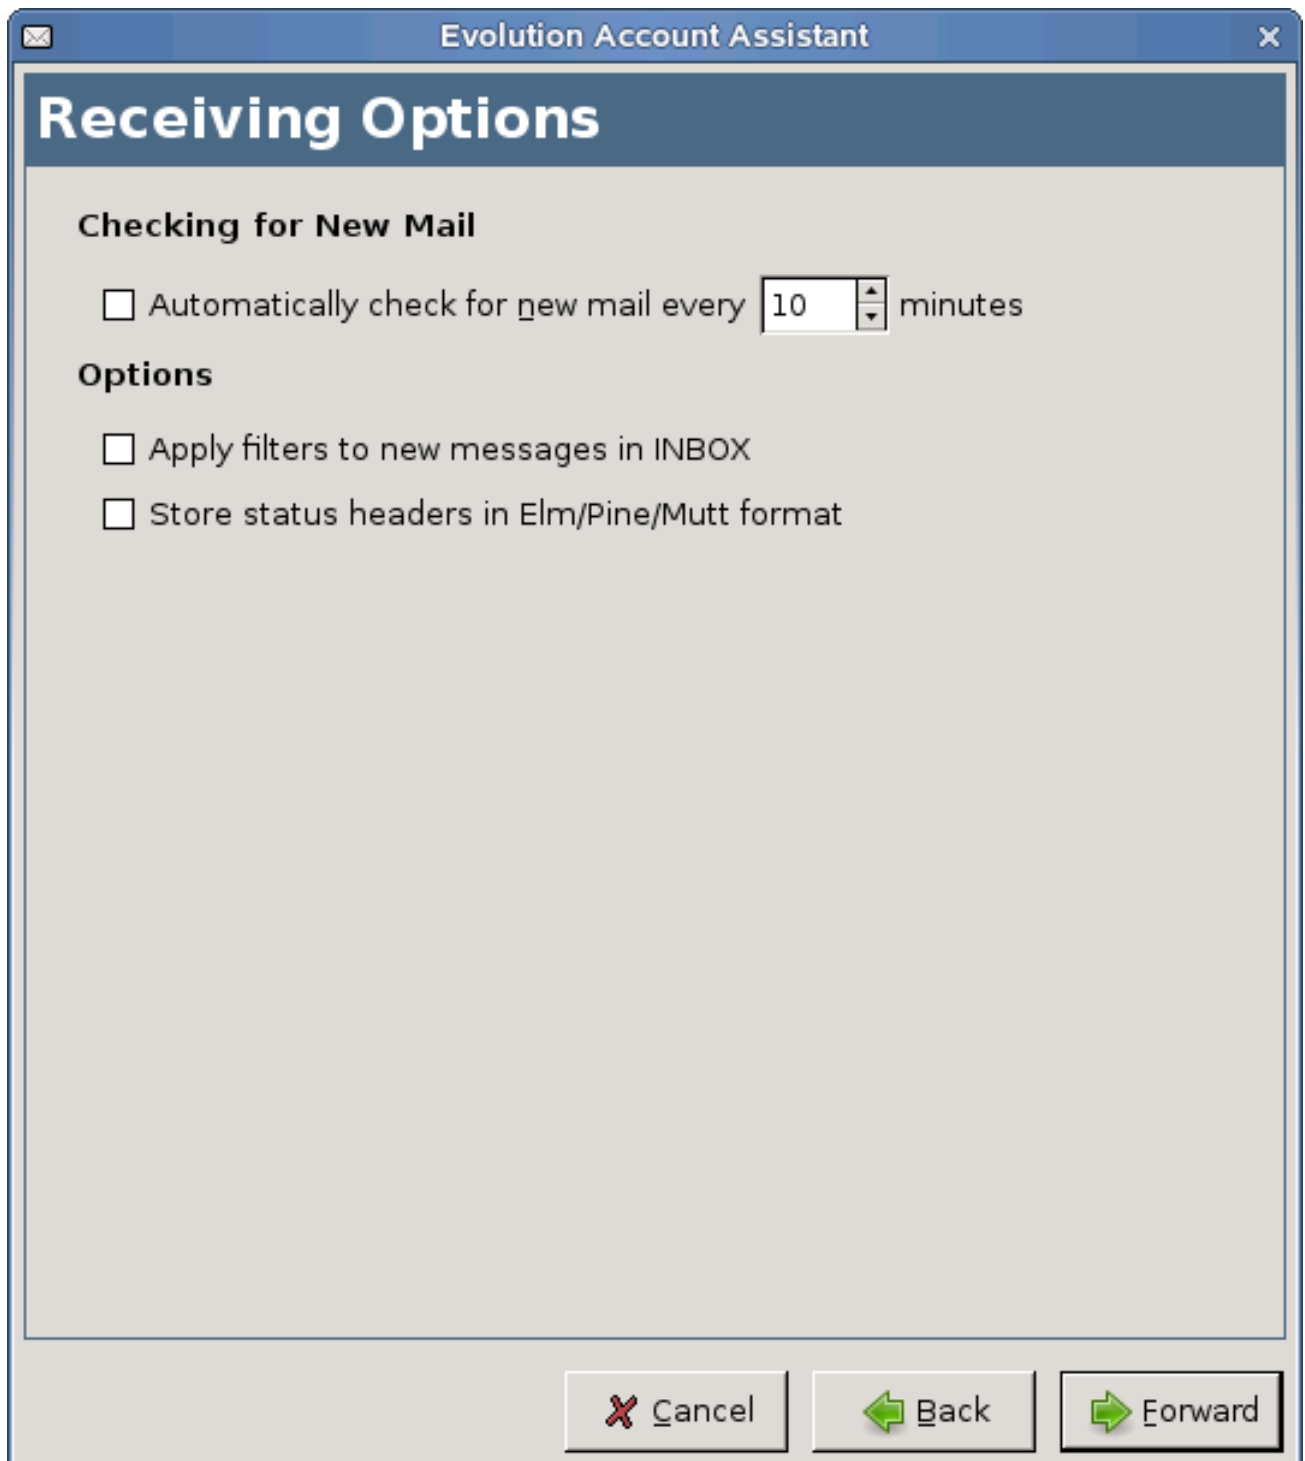 Evolution Account Assistant
Receiving Options
Checking for New Mail
Automatically check for new mail every 10 minutes
Options
Apply filters to new messages in INBOX
Store status headers in Elm/Pine/Mutt format
Cancel Back Forward